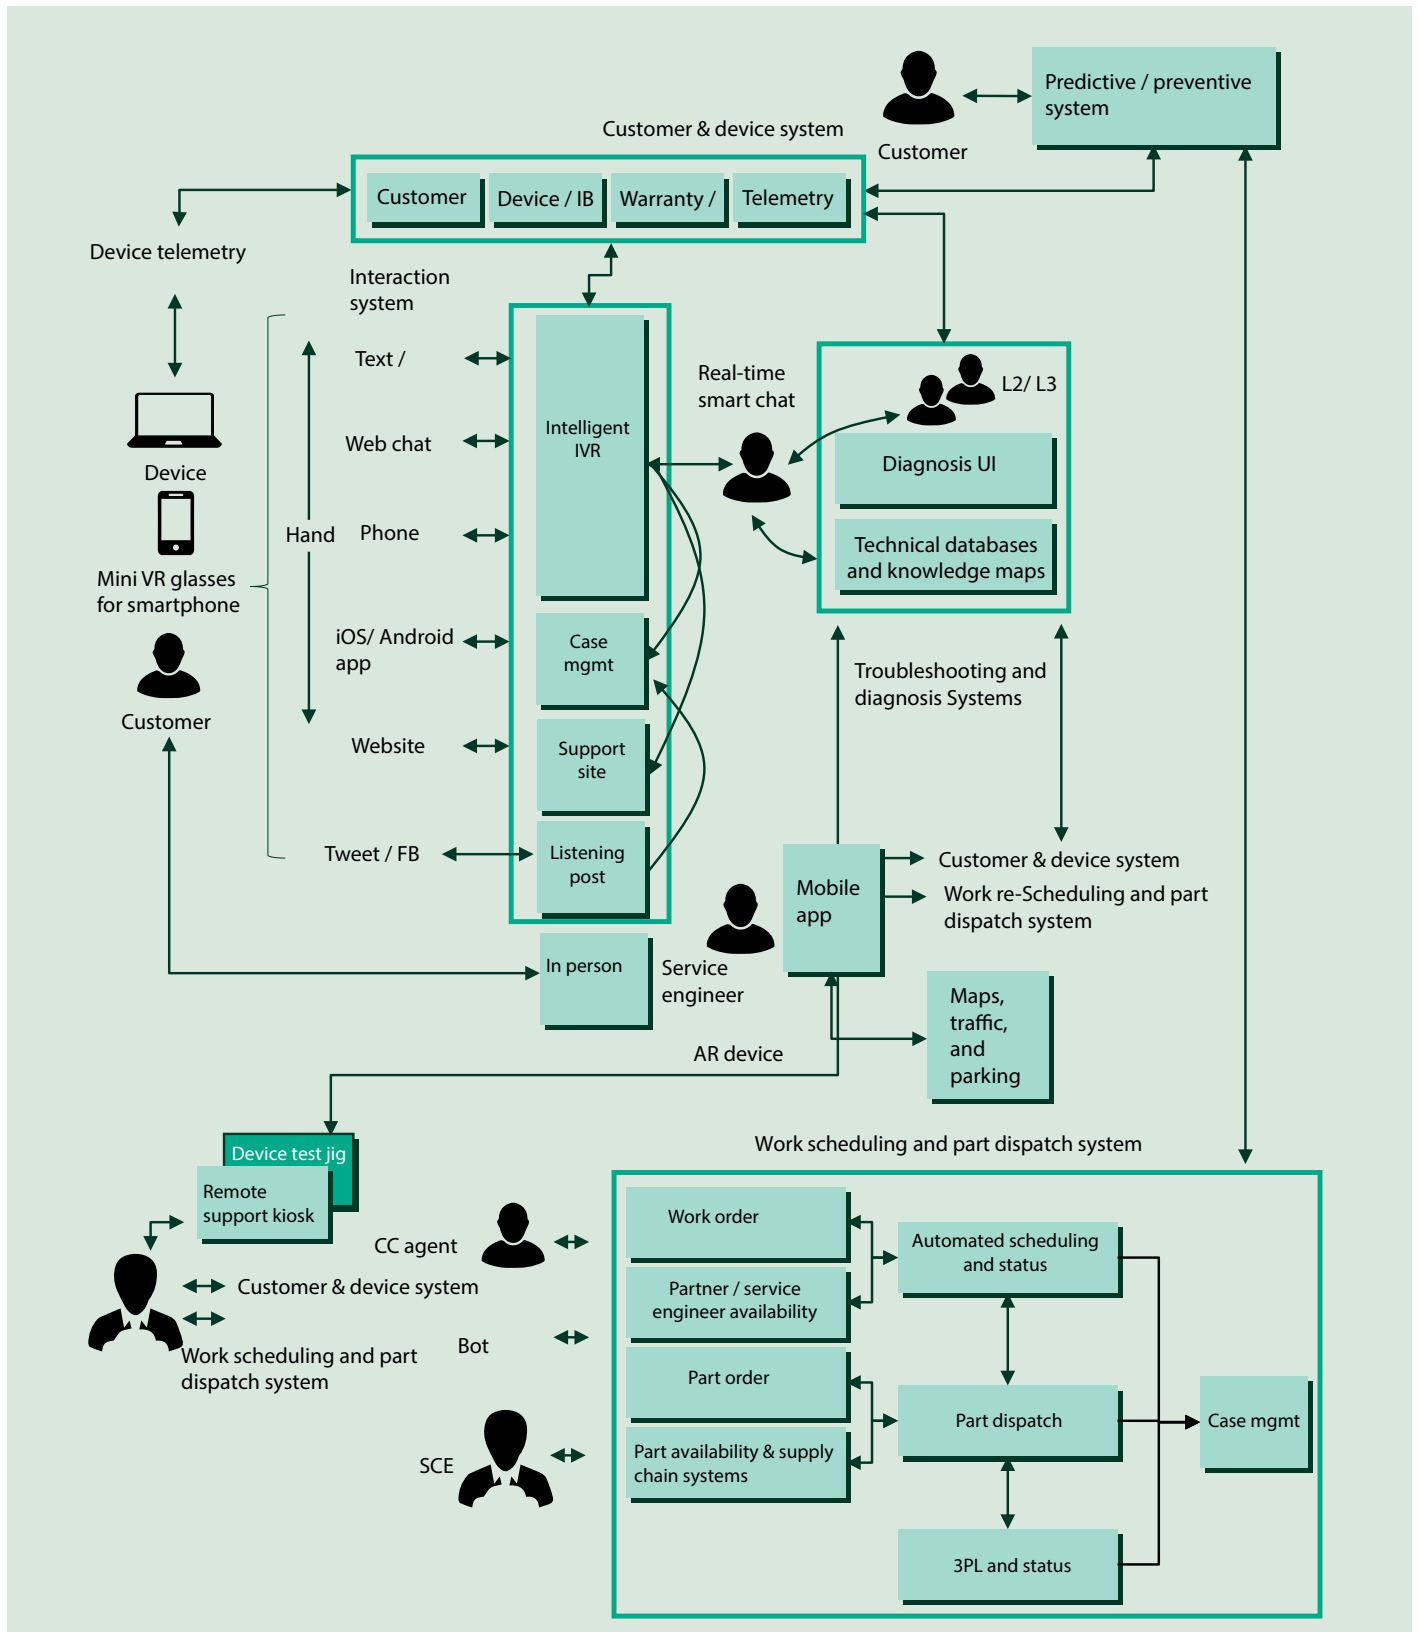 Predictive / preventive
system
Customer & device system
Customer
Customer
Device / IB
Warranty /
Telemetry
Device telemetry
Interaction
system
Text /
Real-time
smart chat
L2/ L3
Intelligent
IVR
Web chat
Diagnosis UI
Device
Hand
Phone
Technical databases
and knowledge maps
Mini VR glasses
for smartphone
iOS/ Android
app
Case
mgmt
Troubleshooting and
diagnosis Systems
Customer
Website
Support
site
Tweet / FB
Listening
post
Mobile
app
Customer & device system
Work re-Scheduling and part
dispatch system
In person
Service
engineer
Maps,
traffic,
and
parking
AR device
Device test jig
Work scheduling and part dispatch system
Remote
support kiosk
CC agent
Work order
Automated scheduling
and status
Customer & device system
Partner / service
engineer availability
Bot
Work scheduling and part
dispatch system
Part order
Part dispatch
Case mgmt
SCE
Part availability & supply
chain systems
3PL and status